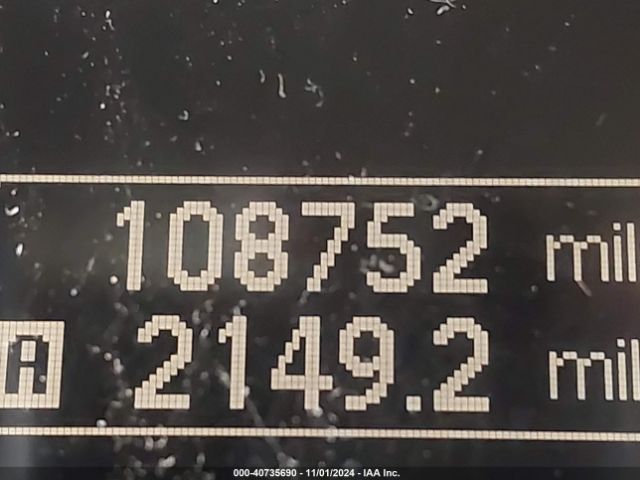 108752 mil
A 2149.2 mil
000-40735690 - 11/01/2024 - IAA Inc.